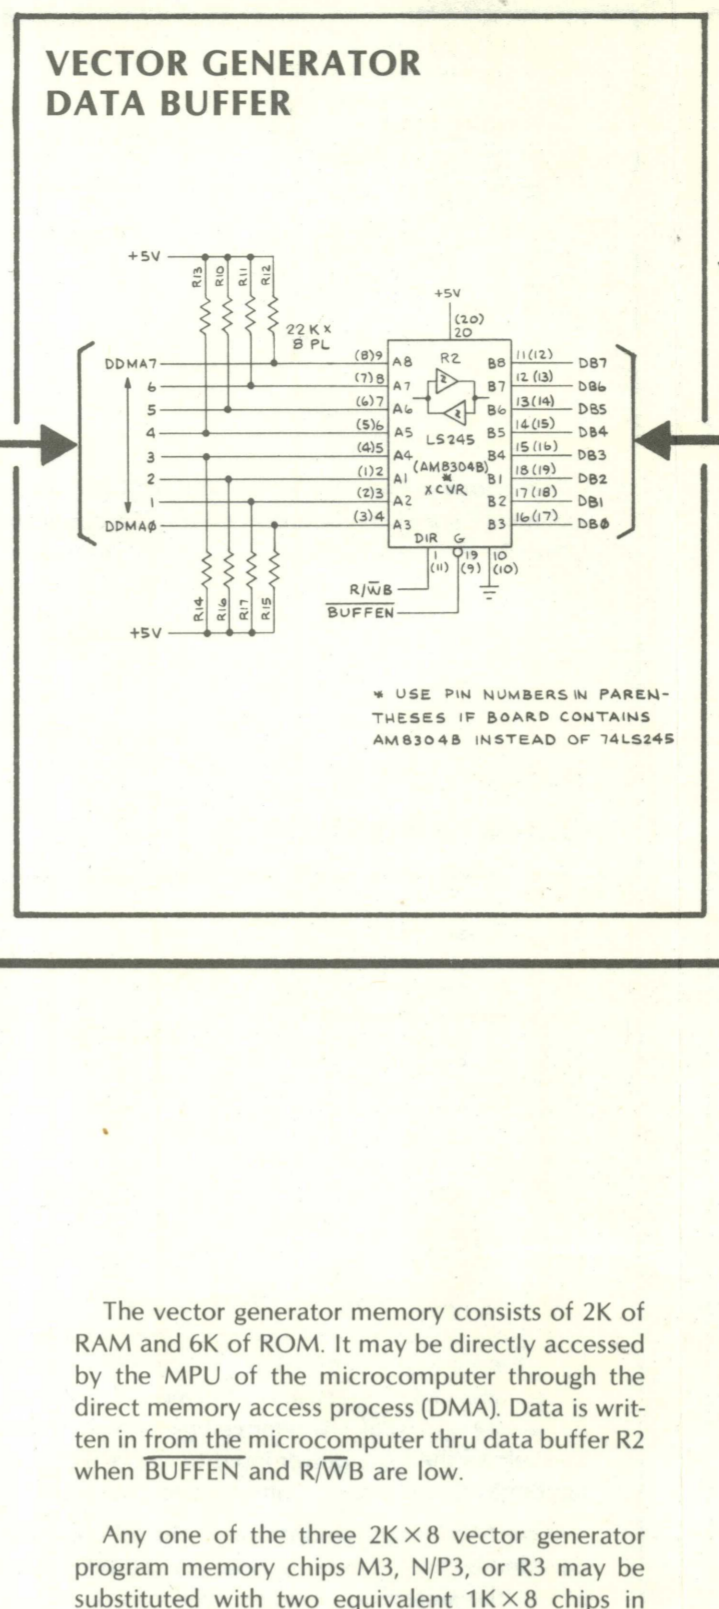 VECTOR GENERATOR
DATA BUFFER
+5V
R13 R10 R11 R12
22K X
8 PL
+5V
(20)
20
DDMA7 (8)9 A8 R2 B8 11(12) DB7
6 (7)8 A7 B7 12(13) DB6
5 (6)7 A6 B6 13(14) DB5
4 (5)6 A5 LS245 B5 14(15) DB4
3 (4)5 A4 (AM8304B) B4 15(16) DB3
2 (1)2 A1 * B1 18(19) DB2
XCVR
1 (2)3 A2 B2 17(18) DB1
DDMAØ (3)4 A3 B3 16(17) DBØ
DIR G
1 19 10
(11) (9) (10)
R/W̅B
B̅U̅F̅F̅E̅N̅
R14 R16 R17 R15
+5V
* USE PIN NUMBERS IN PAREN-
THESES IF BOARD CONTAINS
AM8304B INSTEAD OF 74LS245
The vector generator memory consists of 2K of
RAM and 6K of ROM. It may be directly accessed
by the MPU of the microcomputer through the
direct memory access process (DMA). Data is writ-
ten in from the microcomputer thru data buffer R2
when B̅U̅F̅F̅E̅N̅ and R/W̅B are low.
Any one of the three 2K×8 vector generator
program memory chips M3, N/P3, or R3 may be
substituted with two equivalent 1K×8 chips in